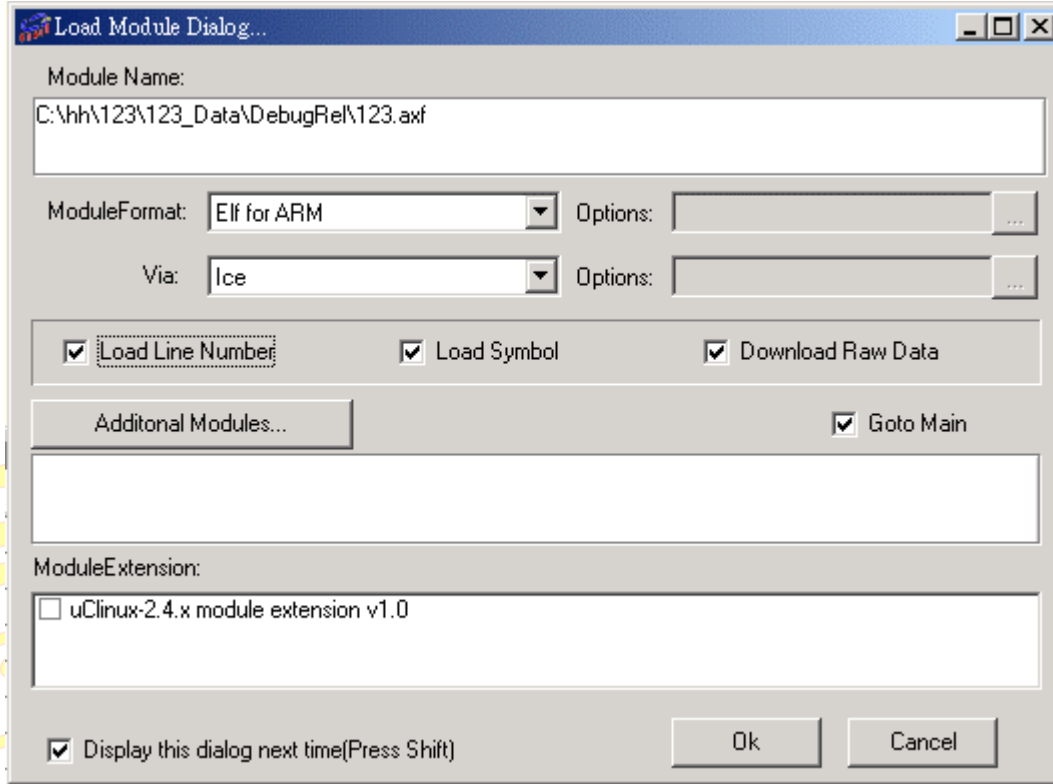 Load Module Dialog...
Module Name:
C:\hh\123\123_Data\DebugRel\123.axf
ModuleFormat: Elf for ARM Options: ...
Via: Ice Options: ...
Load Line Number Load Symbol Download Raw Data
Additonal Modules... Goto Main
ModuleExtension:
uClinux-2.4.x module extension v1.0
Display this dialog next time(Press Shift) Ok Cancel